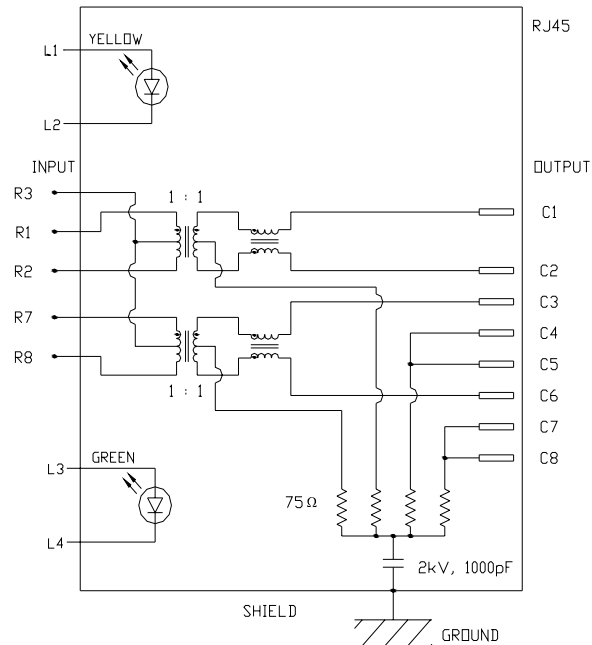 RJ45
YELLOW
L1
L2
INPUT
OUTPUT
R3
1 : 1
R1
C1
R2
C2
C3
R7
C4
R8
C5
1 : 1
C6
C7
GREEN
C8
L3
75Ω
L4
2kV, 1000pF
SHIELD
GROUND